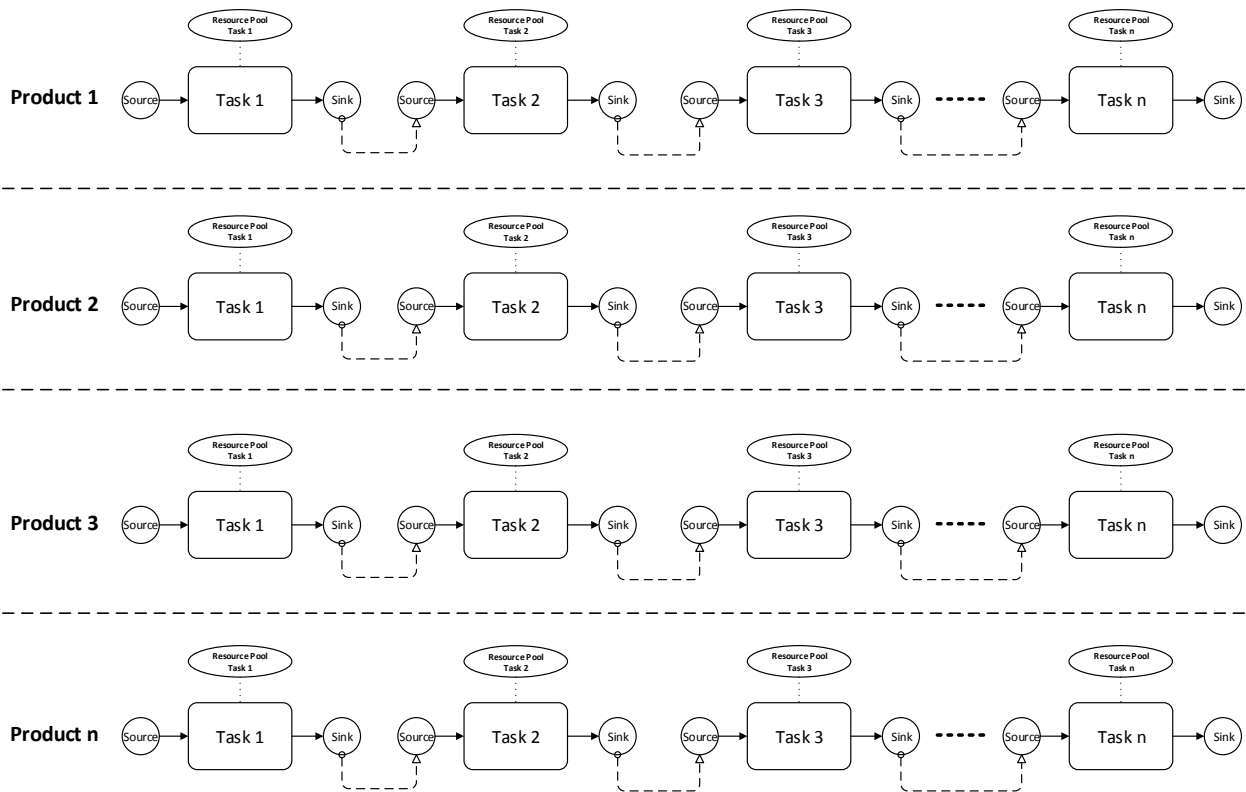 Resource Pool
Task 1
Resource Pool
Task 2
Resource Pool
Task 3
Resource Pool
Task n
Product 1
Source
Task 1
Sink
Source
Task 2
Sink
Source
Task 3
Sink
Source
Task n
Sink
Resource Pool
Task 1
Resource Pool
Task 2
Resource Pool
Task 3
Resource Pool
Task n
Product 2
Source
Task 1
Sink
Source
Task 2
Sink
Source
Task 3
Sink
Source
Task n
Sink
Resource Pool
Task 1
Resource Pool
Task 2
Resource Pool
Task 3
Resource Pool
Task n
Product 3
Source
Task 1
Sink
Source
Task 2
Sink
Source
Task 3
Sink
Source
Task n
Sink
Resource Pool
Task 1
Resource Pool
Task 2
Resource Pool
Task 3
Resource Pool
Task n
Product n
Source
Task 1
Sink
Source
Task 2
Sink
Source
Task 3
Sink
Source
Task n
Sink